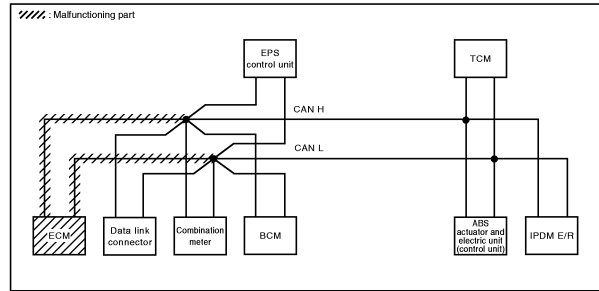 : Malfunctioning part
EPS
control unit
TCM
CAN H
CAN L
ECM
Data link
connector
Combination
meter
BCM
ABS
actuator and
electric unit
(control unit)
IPDM E/R